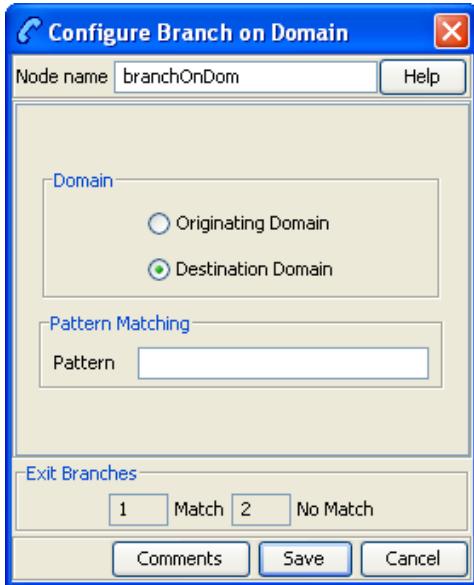 Configure Branch on Domain
Node name branchOnDom Help
Domain
Originating Domain
Destination Domain
Pattern Matching
Pattern
Exit Branches
1 Match 2 No Match
Comments Save Cancel